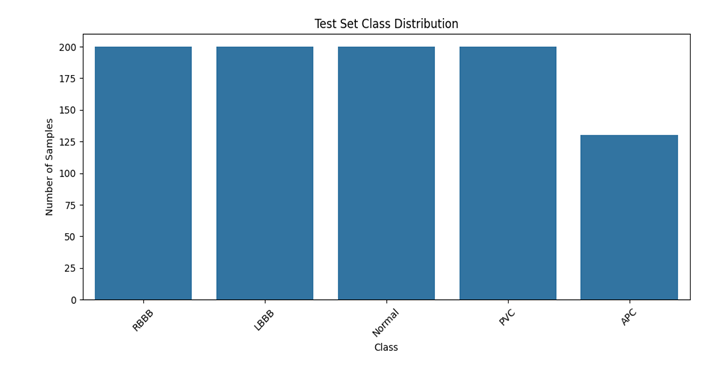 Test Set Class Distribution
Number of Samples
200
175
150
125
100
75
50
25
0
RBBB
LBBB
Normal
PVC
APC
Class